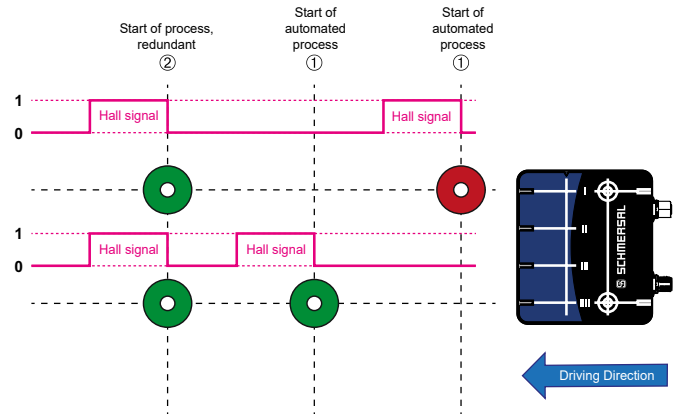 Start of process,
redundant
②
Start of
automated
process
①
Start of
automated
process
①
1
0
Hall signal
Hall signal
1
0
Hall signal
Hall signal
I
II
III
IIII
SCHMERSAL
Driving Direction